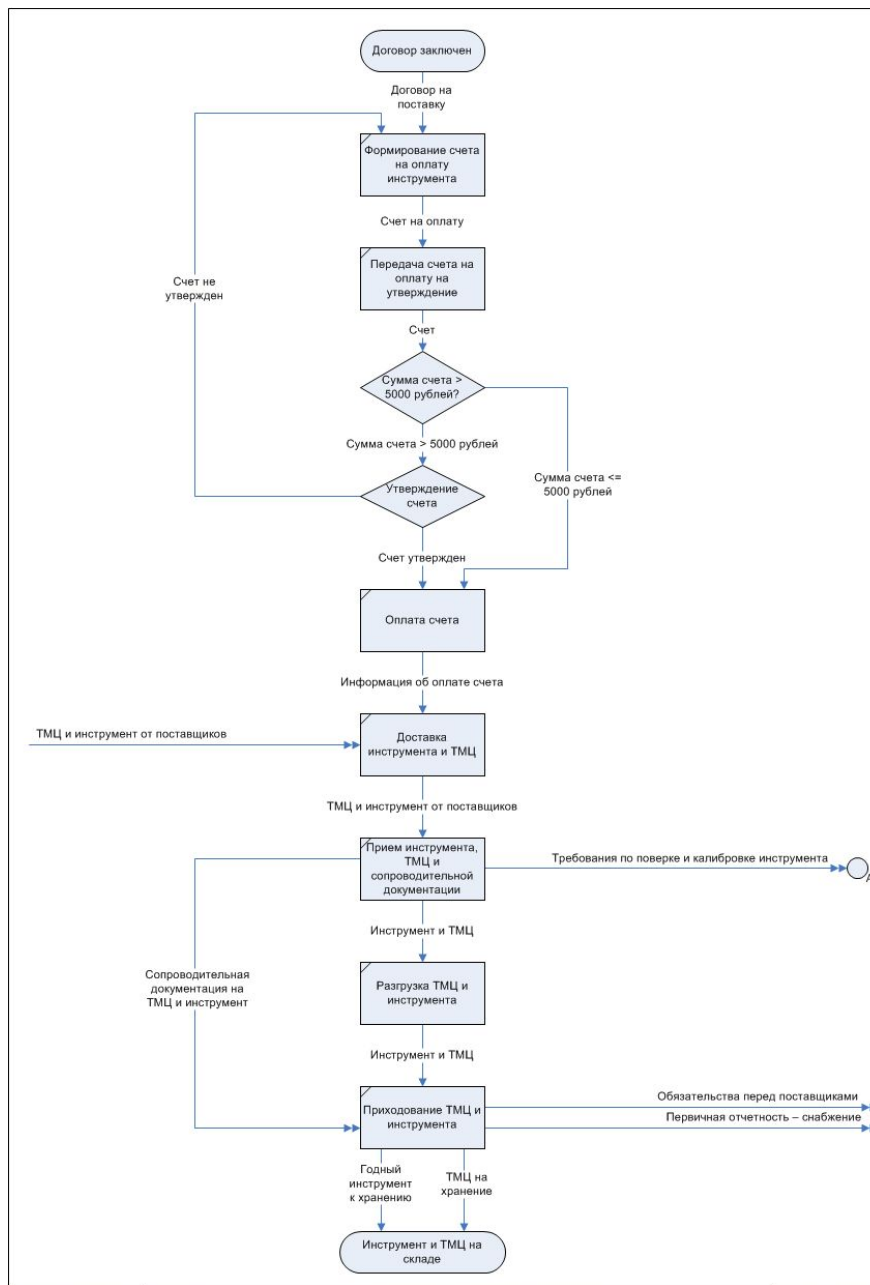 Договор заключен
Договор на
поставку
Формирование счета
на оплату
инструмента
Счет на оплату
Счет не
утвержден
Передача счета на
оплату на
утверждение
Счет
Сумма счета >
5000 рублей?
Сумма счета > 5000 рублей
Сумма счета <=
5000 рублей
Утверждение
счета
Счет утвержден
Оплата счета
Информация об оплате счета
ТМЦ и инструмент от поставщиков
Доставка
инструмента и ТМЦ
ТМЦ и инструмент от поставщиков
Прием инструмента,
ТМЦ и
сопроводительной
документации
Требования по поверке и калибровке инструмента
Инструмент и ТМЦ
Сопроводительная
документация на
ТМЦ и инструмент
Разгрузка ТМЦ и
инструмента
Инструмент и ТМЦ
Приходование ТМЦ и
инструмента
Обязательства перед поставщиками
Первичная отчетность – снабжение
Годный
инструмент
к хранению
ТМЦ на
хранение
Инструмент и ТМЦ на
складе